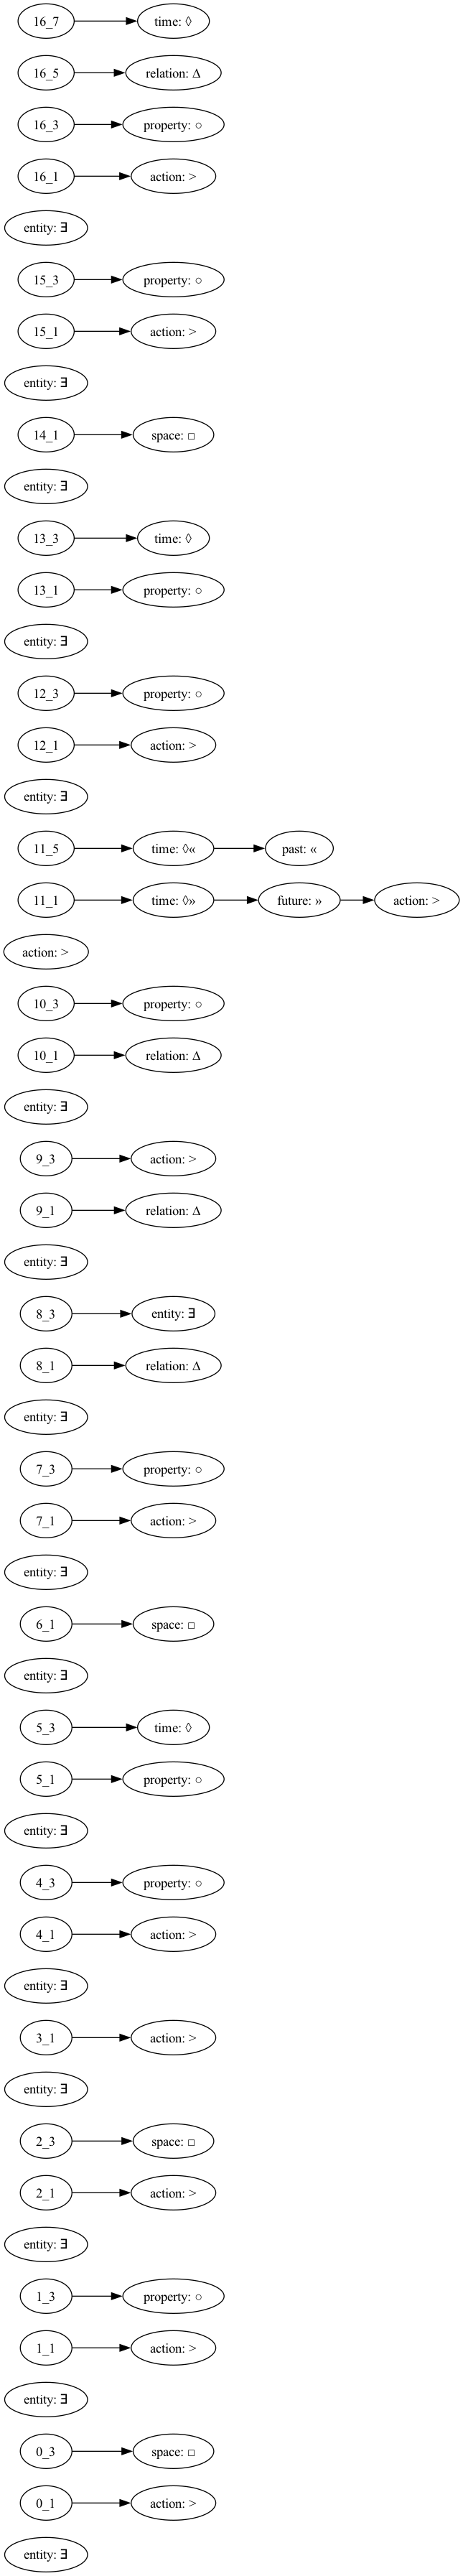 16_7 time: ◊
16_5 relation: Δ
16_3 property: ○
16_1 action: >
entity: ∃
15_3 property: ○
15_1 action: >
entity: ∃
14_1 space: □
entity: ∃
13_3 time: ◊
13_1 property: ○
entity: ∃
12_3 property: ○
12_1 action: >
entity: ∃
11_5 time: ◊« past: «
11_1 time: ◊» future: » action: >
action: >
10_3 property: ○
10_1 relation: Δ
entity: ∃
9_3 action: >
9_1 relation: Δ
entity: ∃
8_3 entity: ∃
8_1 relation: Δ
entity: ∃
7_3 property: ○
7_1 action: >
entity: ∃
6_1 space: □
entity: ∃
5_3 time: ◊
5_1 property: ○
entity: ∃
4_3 property: ○
4_1 action: >
entity: ∃
3_1 action: >
entity: ∃
2_3 space: □
2_1 action: >
entity: ∃
1_3 property: ○
1_1 action: >
entity: ∃
0_3 space: □
0_1 action: >
entity: ∃